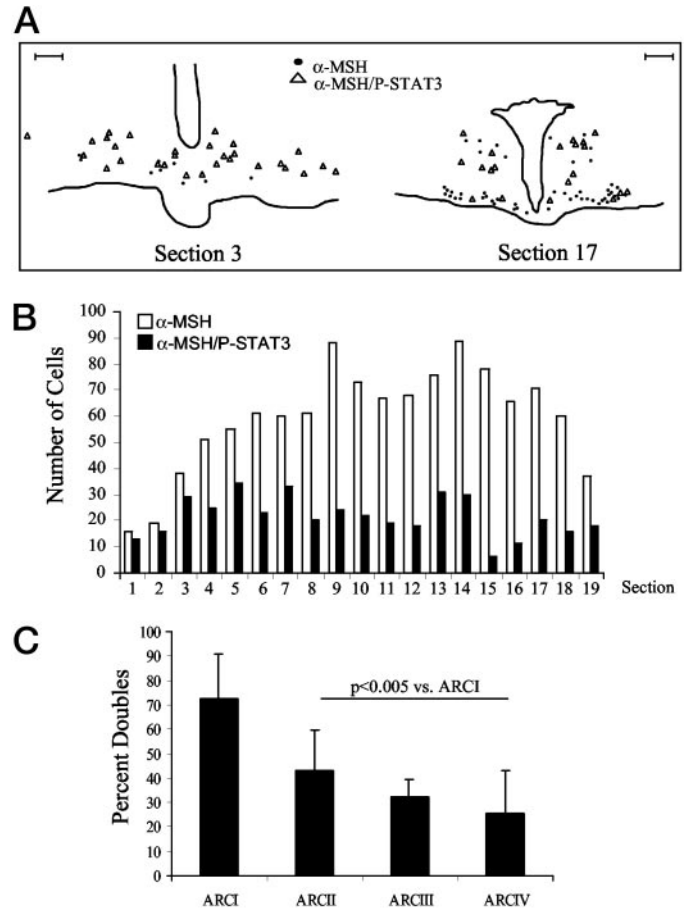 A
α-MSH
α-MSH/P-STAT3
Section 3
Section 17
B
100
90
80
70
60
50
40
30
20
10
0
Number of Cells
α-MSH
α-MSH/P-STAT3
1 2 3 4 5 6 7 8 9 10 11 12 13 14 15 16 17 18 19 Section
C
100
90
80
70
60
50
40
30
20
10
0
Percent Doubles
p<0.005 vs. ARCI
ARCI ARCII ARCIII ARCIV